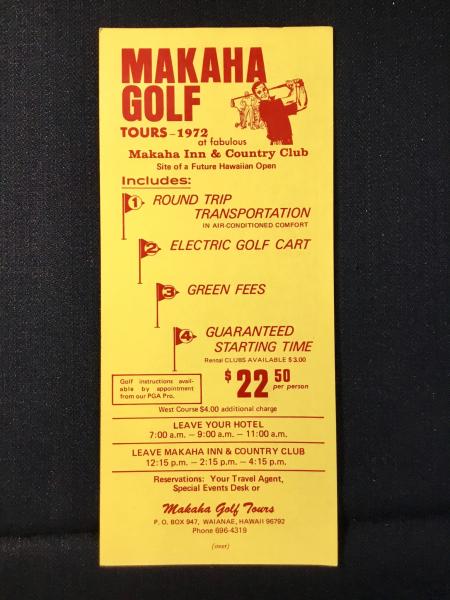 MAKAHA
GOLF
TOURS - 1972
at fabulous
Makaha Inn & Country Club
Site of a Future Hawaiian Open
Includes:
1 ROUND TRIP
TRANSPORTATION
IN AIR-CONDITIONED COMFORT
2 ELECTRIC GOLF CART
3 GREEN FEES
4 GUARANTEED
STARTING TIME
Rental CLUBS AVAILABLE $3.00
Golf instructions avail-
able by appointment
from our PGA Pro.
$22 50
per person
West Course $4.00 additional charge
LEAVE YOUR HOTEL
7:00 a.m. — 9:00 a.m. — 11:00 a.m.
LEAVE MAKAHA INN & COUNTRY CLUB
12:15 p.m. — 2:15 p.m. — 4:15 p.m.
Reservations: Your Travel Agent,
Special Events Desk or
Makaha Golf Tours
P. O. BOX 947, WAIANAE, HAWAII 96792
Phone 696-4319
(over)